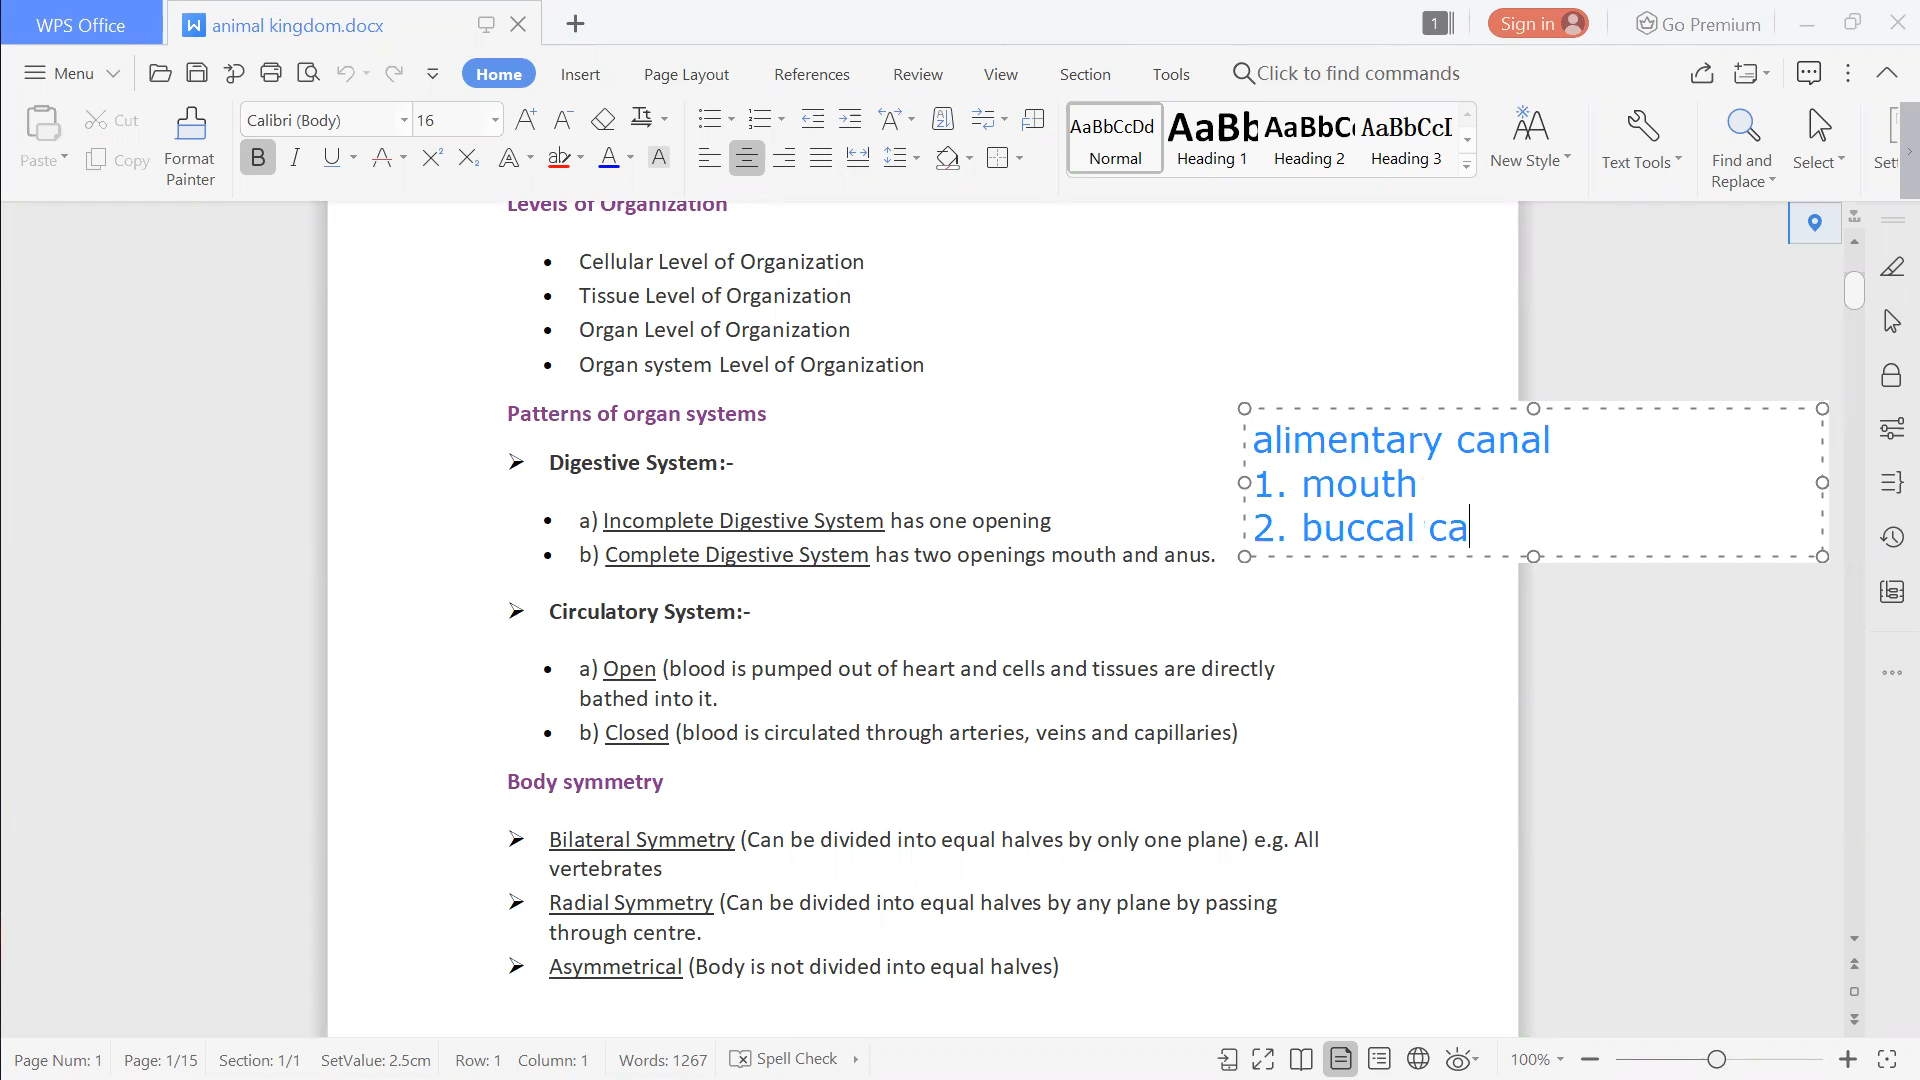 WPS Office
animal kingdom.docx
1
Sign in
Go Premium
Menu
Home
Insert
Page Layout
References
Review
View
Section
Tools
Click to find commands
Paste
Cut
Copy
Format
Painter
Calibri (Body)
16
AaBbCcDd
Normal
AaBb
Heading 1
AaBbC
Heading 2
AaBbCcI
Heading 3
New Style
Text Tools
Find and
Replace
Select
Set
Levels of Organization
• Cellular Level of Organization
• Tissue Level of Organization
• Organ Level of Organization
• Organ system Level of Organization
Patterns of organ systems
➢ Digestive System:-
• a) Incomplete Digestive System has one opening
• b) Complete Digestive System has two openings mouth and anus.
➢ Circulatory System:-
• a) Open (blood is pumped out of heart and cells and tissues are directly
bathed into it.
• b) Closed (blood is circulated through arteries, veins and capillaries)
Body symmetry
➢ Bilateral Symmetry (Can be divided into equal halves by only one plane) e.g. All
vertebrates
➢ Radial Symmetry (Can be divided into equal halves by any plane by passing
through centre.
➢ Asymmetrical (Body is not divided into equal halves)
alimentary canal
1. mouth
2. buccal ca
Page Num: 1
Page: 1/15
Section: 1/1
SetValue: 2.5cm
Row: 1
Column: 1
Words: 1267
Spell Check
100%